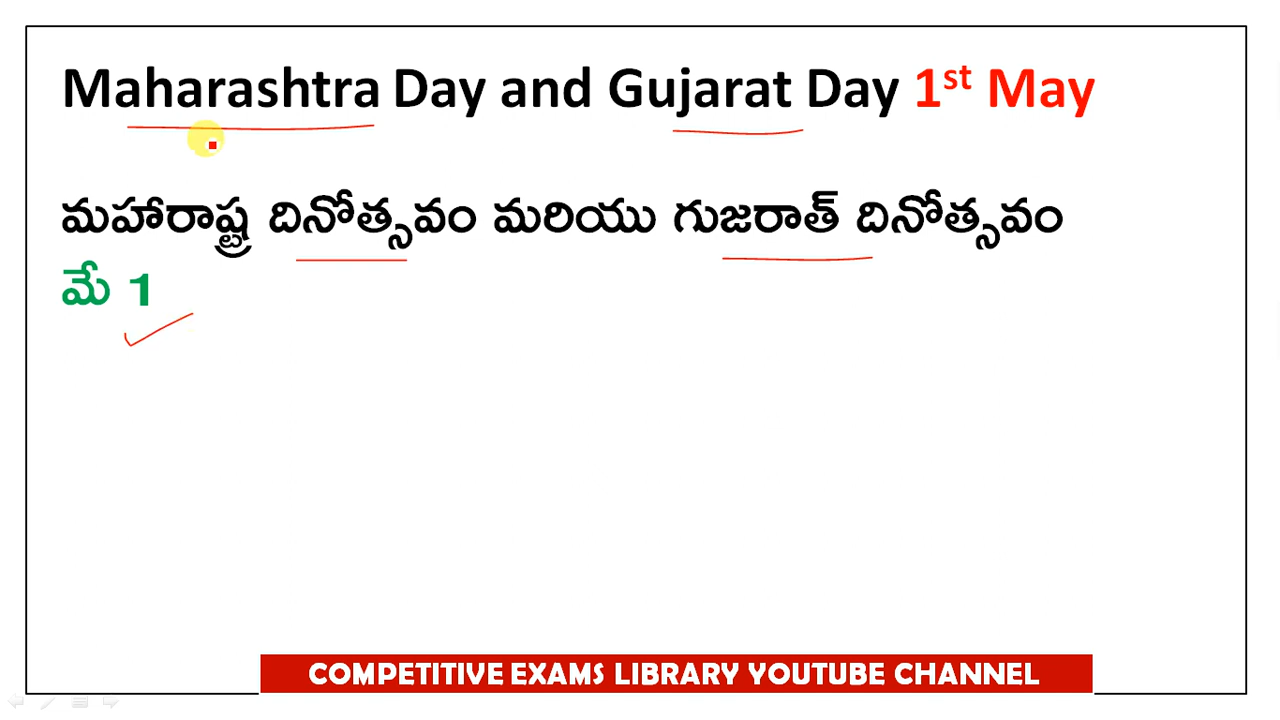 Maharashtra Day and Gujarat Day 1st May
మహారాష్ట్ర దినోత్సవం మరియు గుజరాత్ దినోత్సవం
మే 1
COMPETITIVE EXAMS LIBRARY YOUTUBE CHANNEL